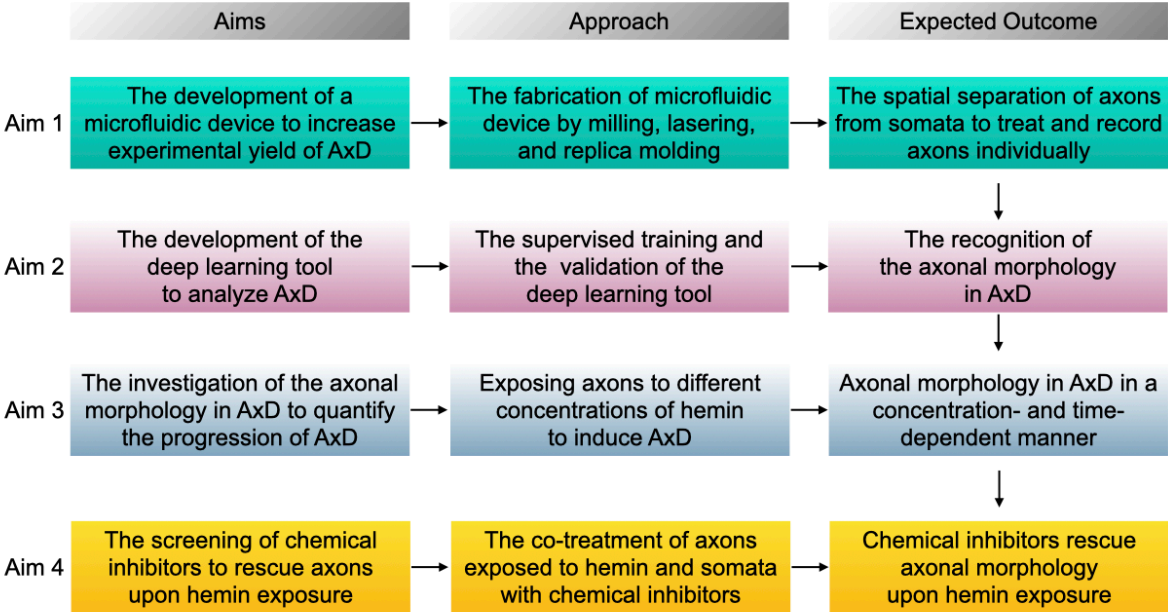 Aims
Approach
Expected Outcome
Aim 1
The development of a
microfluidic device to increase
experimental yield of AxD
The fabrication of microfluidic
device by milling, lasering,
and replica molding
The spatial separation of axons
from somata to treat and record
axons individually
Aim 2
The development of the
deep learning tool
to analyze AxD
The supervised training and
the validation of the
deep learning tool
The recognition of
the axonal morphology
in AxD
Aim 3
The investigation of the axonal
morphology in AxD to quantify
the progression of AxD
Exposing axons to different
concentrations of hemin
to induce AxD
Axonal morphology in AxD in a
concentration- and time-
dependent manner
Aim 4
The screening of chemical
inhibitors to rescue axons
upon hemin exposure
The co-treatment of axons
exposed to hemin and somata
with chemical inhibitors
Chemical inhibitors rescue
axonal morphology
upon hemin exposure